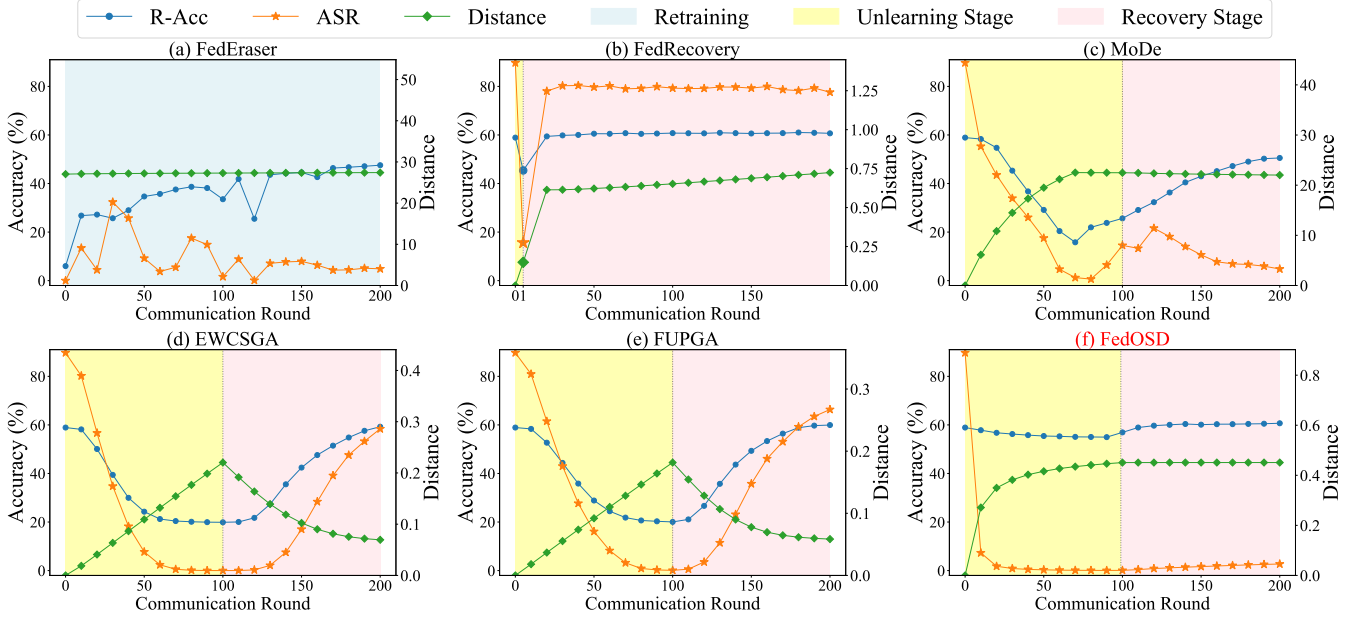 R-Acc ASR Distance Retraining Unlearning Stage Recovery Stage
(a) FedEraser
(b) FedRecovery
(c) MoDe
Accuracy (%)
0
20
40
60
80
0
10
20
30
40
50
Distance
0 50 100 150 200
Communication Round
Accuracy (%)
0
20
40
60
80
0.00
0.25
0.50
0.75
1.00
1.25
Distance
01 50 100 150 200
Communication Round
Accuracy (%)
0
20
40
60
80
0
10
20
30
40
Distance
0 50 100 150 200
Communication Round
(d) EWCSGA
(e) FUPGA
(f) FedOSD
Accuracy (%)
0
20
40
60
80
0.0
0.1
0.2
0.3
0.4
Distance
0 50 100 150 200
Communication Round
Accuracy (%)
0
20
40
60
80
0.0
0.1
0.2
0.3
Distance
0 50 100 150 200
Communication Round
Accuracy (%)
0
20
40
60
80
0.0
0.2
0.4
0.6
0.8
Distance
0 50 100 150 200
Communication Round